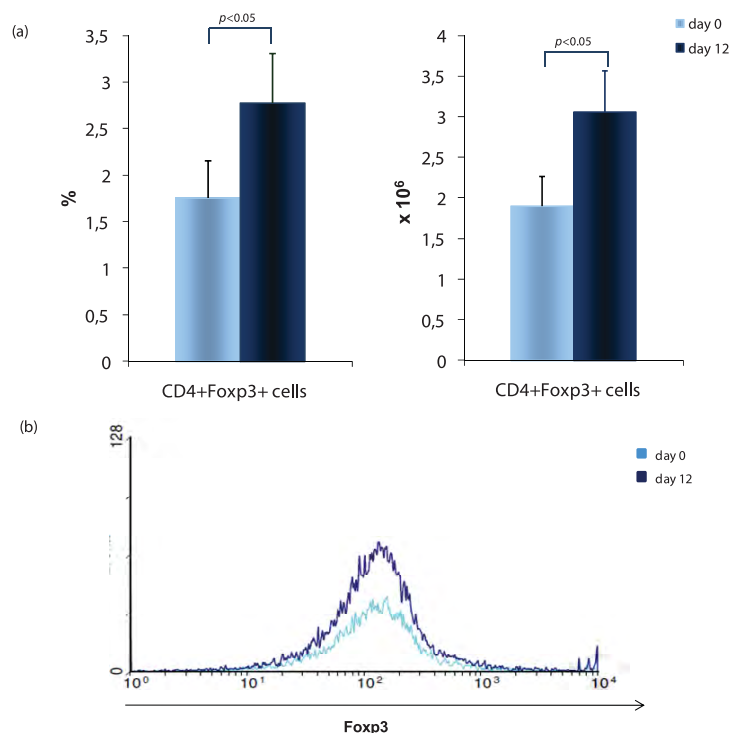 (a)
p<0.05
3,5
3
2,5
2
1,5
1
0,5
0
%
CD4+Foxp3+ cells
p<0.05
4
3,5
3
2,5
2
1,5
1
0,5
0
x 10⁶
CD4+Foxp3+ cells
day 0
day 12
(b)
128
0
10⁰ 10¹ 10² 10³ 10⁴
Foxp3
day 0
day 12